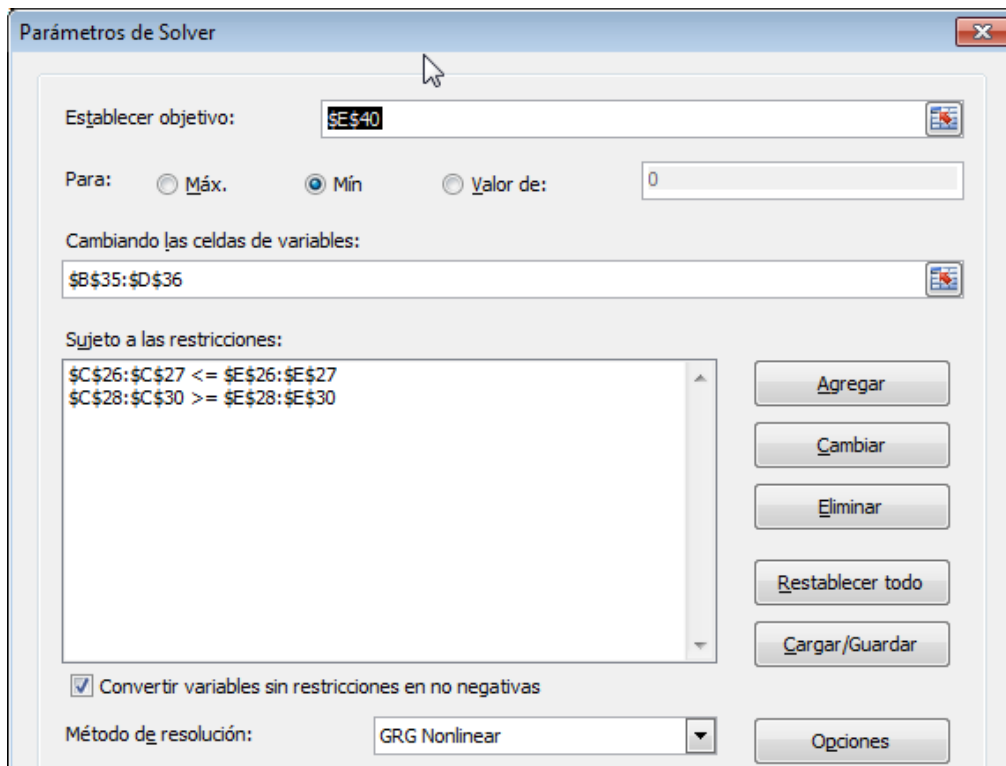 Parámetros de Solver
Establecer objetivo: $E$40
Para: Máx. Mín Valor de: 0
Cambiando las celdas de variables:
$B$35:$D$36
Sujeto a las restricciones:
$C$26:$C$27 <= $E$26:$E$27
$C$28:$C$30 >= $E$28:$E$30
Agregar
Cambiar
Eliminar
Restablecer todo
Cargar/Guardar
Convertir variables sin restricciones en no negativas
Método de resolución: GRG Nonlinear Opciones